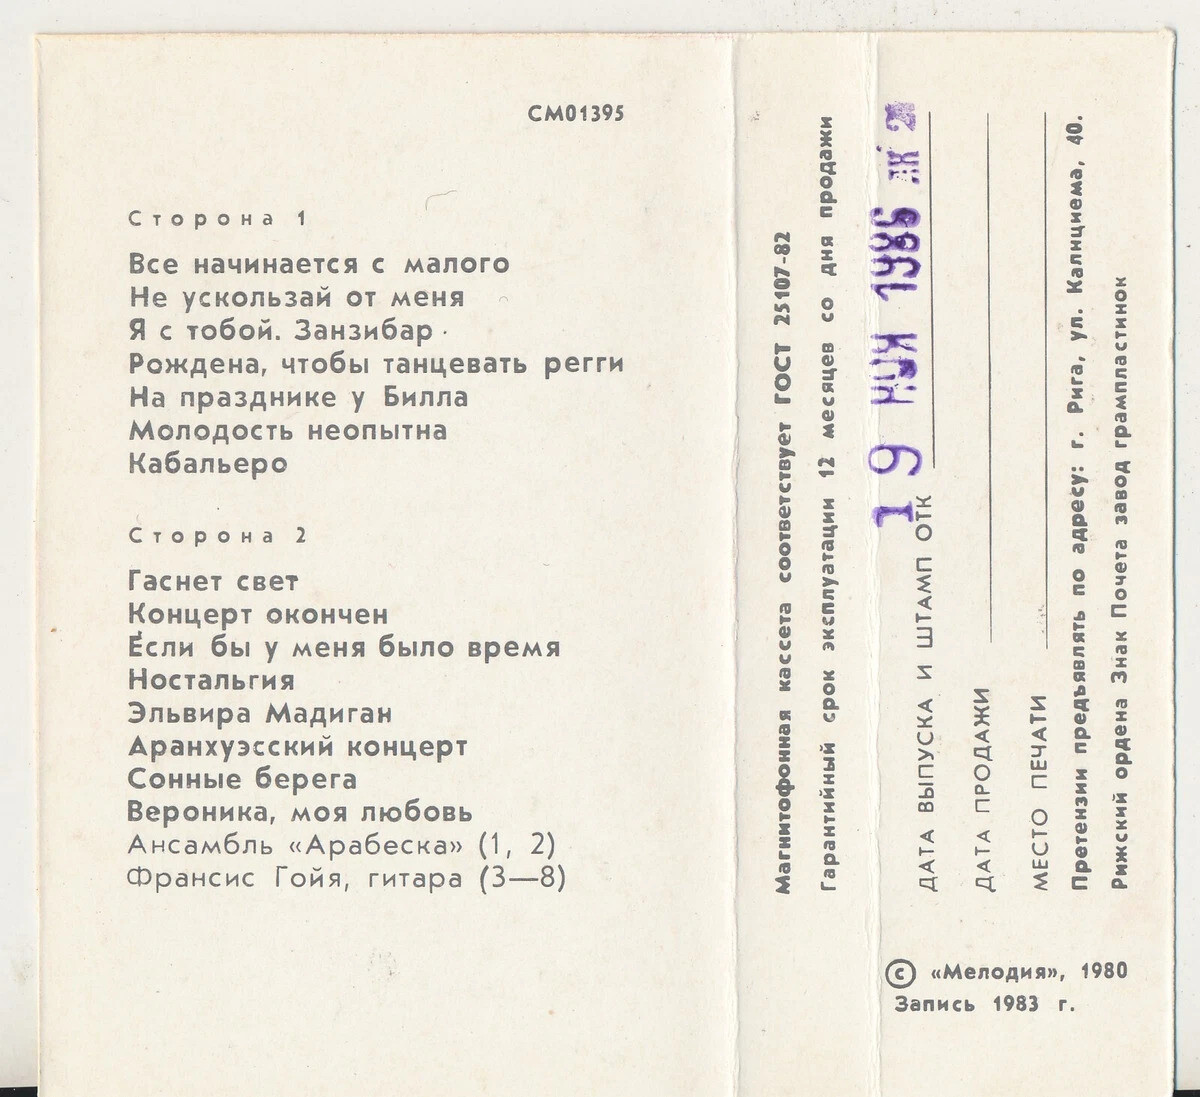 СМ01395
Сторона 1
Все начинается с малого
Не ускользай от меня
Я с тобой. Занзибар
Рождена, чтобы танцевать регги
На празднике у Билла
Молодость неопытна
Кабальеро
Сторона 2
Гаснет свет
Концерт окончен
Если бы у меня было время
Ностальгия
Эльвира Мадиган
Аранхуэсский концерт
Сонные берега
Вероника, моя любовь
Ансамбль «Арабеска» (1, 2)
Франсис Гойя, гитара (3—8)
Магнитофонная кассета соответствует ГОСТ 25107-82
Гарантийный срок эксплуатации 12 месяцев со дня продажи
19 ИЮН 1986
ДАТА ВЫПУСКА И ШТАМП ОТК
ДАТА ПРОДАЖИ
МЕСТО ПЕЧАТИ
Претензии предъявлять по адресу: г. Рига, ул. Калнциема, 40.
Рижский ордена Знак Почета завод грампластинок
© «Мелодия», 1980
Запись 1983 г.